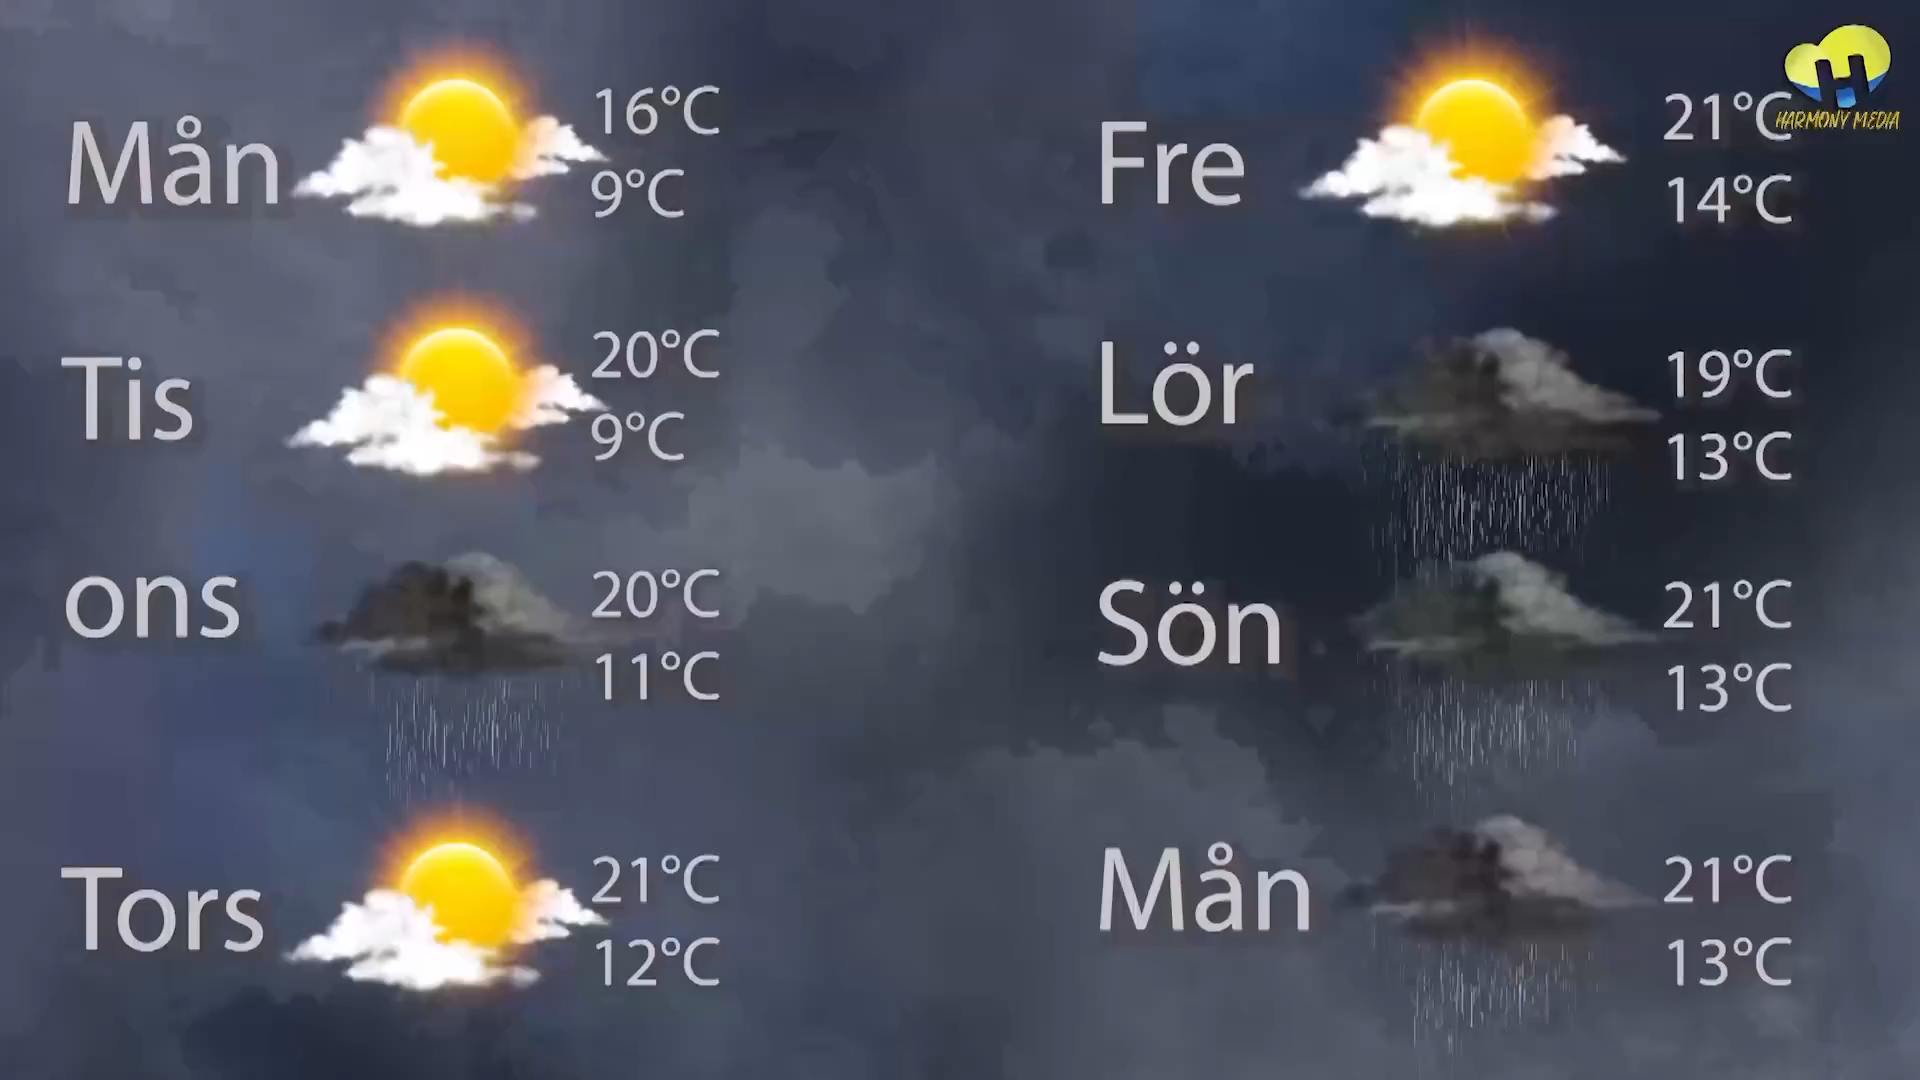 Mån
16°C
9°C
Tis
20°C
9°C
ons
20°C
11°C
Tors
21°C
12°C
Fre
21°C
14°C
Lör
19°C
13°C
Sön
21°C
13°C
Mån
21°C
13°C
H
HARMONY MEDIA